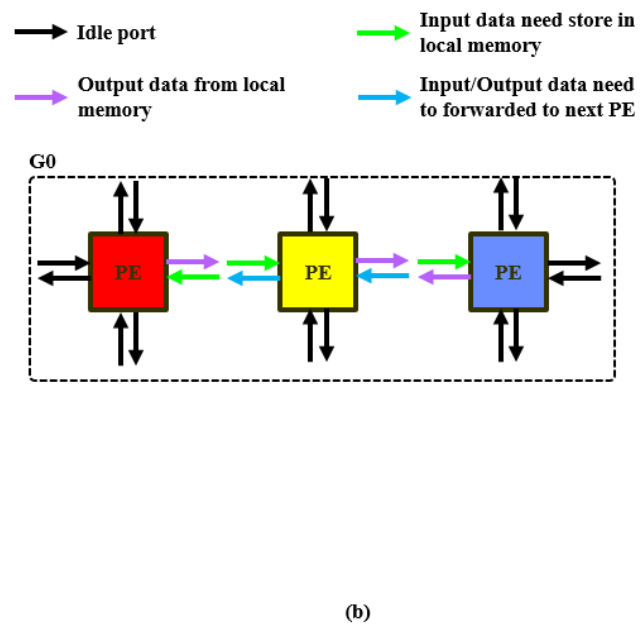 Idle port
Input data need store in
local memory
Output data from local
memory
Input/Output data need
to forwarded to next PE
G0
PE
PE
PE
(b)